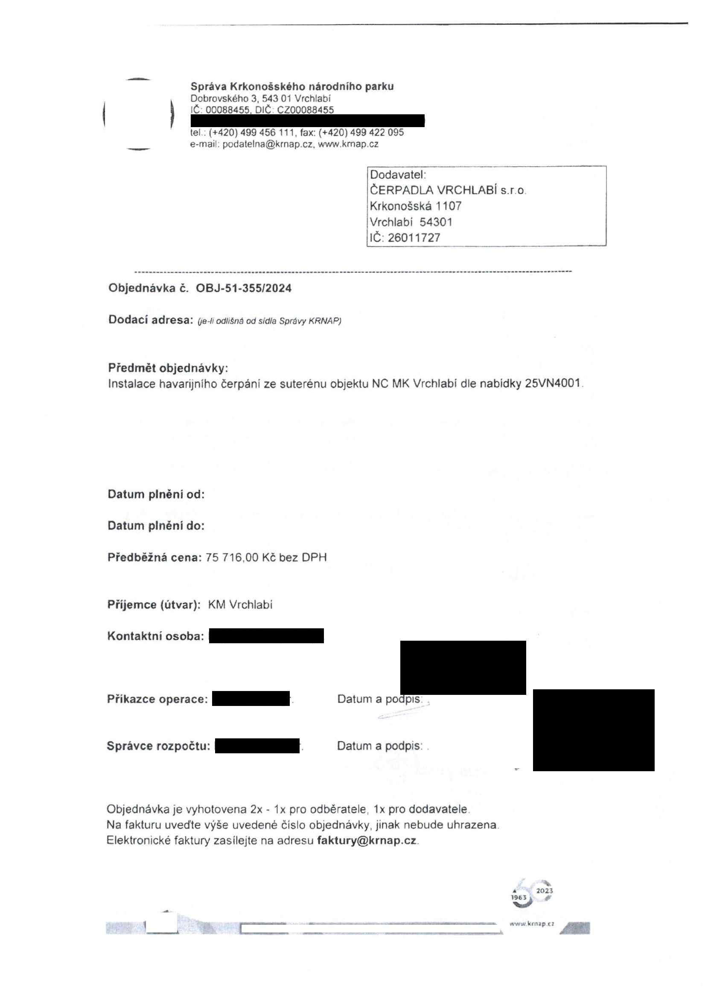 Správa Krkonošského národního parku
Dobrovského 3, 543 01 Vrchlabí
IČ: 00088455, DIČ: CZ00088455
tel.: (+420) 499 456 111, fax: (+420) 499 422 095
e-mail: podatelna@krnap.cz, www.krnap.cz
Dodavatel:
ČERPADLA VRCHLABÍ s.r.o.
Krkonošská 1107
Vrchlabí 54301
IČ: 26011727
Objednávka č. OBJ-51-355/2024
Dodací adresa: (je-li odlišná od sídla Správy KRNAP)
Předmět objednávky:
Instalace havarijního čerpání ze suterénu objektu NC MK Vrchlabí dle nabídky 25VN4001.
Datum plnění od:
Datum plnění do:
Předběžná cena: 75 716,00 Kč bez DPH
Příjemce (útvar): KM Vrchlabí
Kontaktní osoba:
Příkazce operace: Datum a podpis:
Správce rozpočtu: Datum a podpis:
Objednávka je vyhotovena 2x - 1x pro odběratele, 1x pro dodavatele.
Na fakturu uveďte výše uvedené číslo objednávky, jinak nebude uhrazena.
Elektronické faktury zasílejte na adresu faktury@krnap.cz.
60
1963 2023
www.krnap.cz